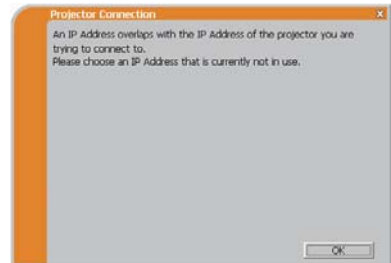 Projector Connection
An IP Address overlaps with the IP Address of the projector you are
trying to connect to.
Please choose an IP Address that is currently not in use.
OK